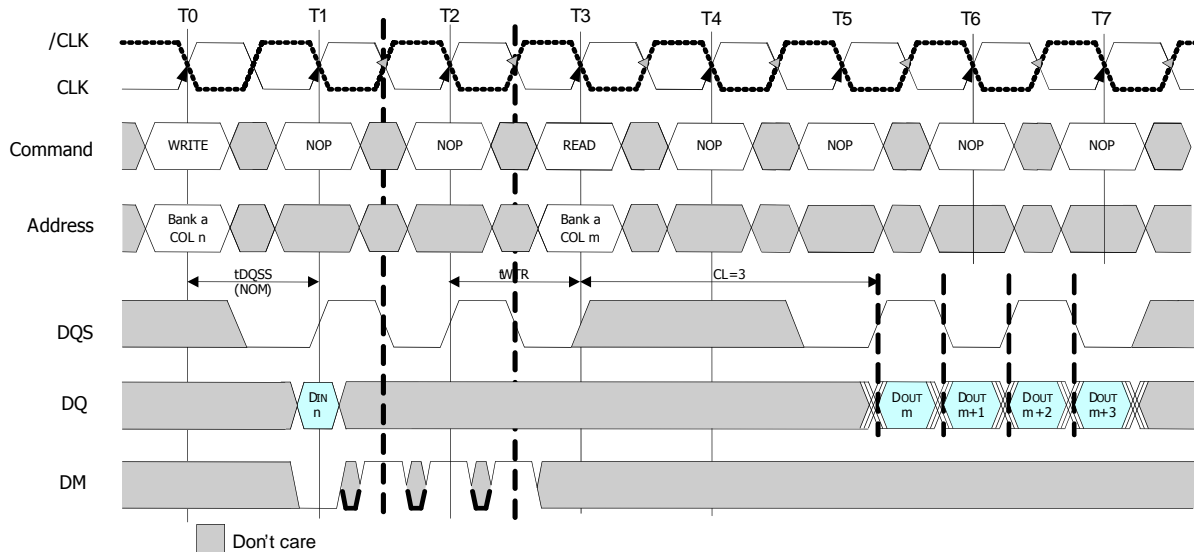 T0 T1 T2 T3 T4 T5 T6 T7
/CLK
CLK
Command WRITE NOP NOP READ NOP NOP NOP NOP
Address Bank a COL n Bank a COL m
tDQSS (NOM) tWTR CL=3
DQS
DQ DIN n DOUT m DOUT m+1 DOUT m+2 DOUT m+3
DM
Don't care